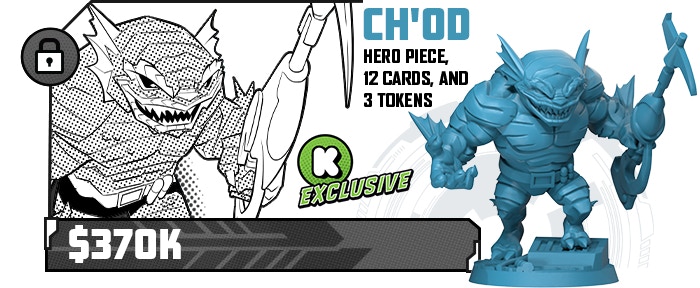 CH'OD
HERO PIECE,
12 CARDS, AND
3 TOKENS
K
EXCLUSIVE
$370K